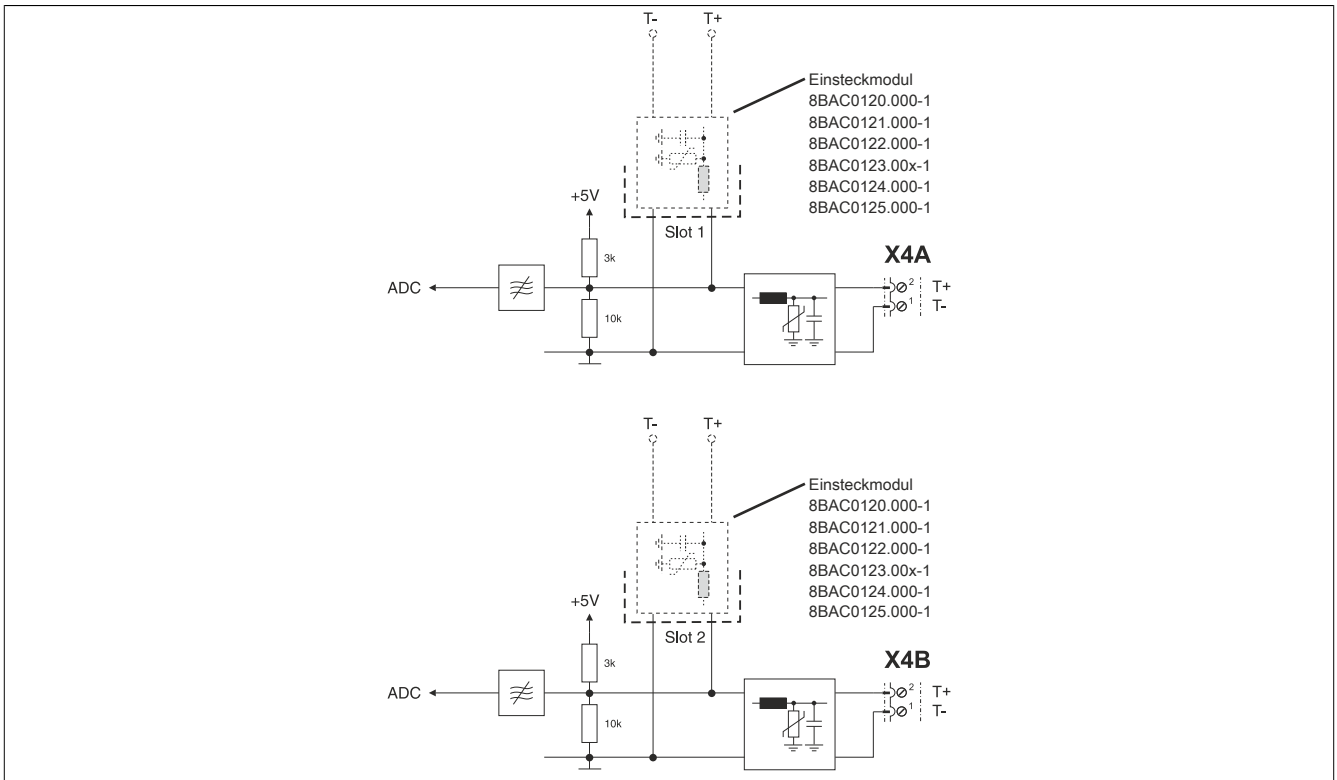 T- T+
Einsteckmodul
8BAC0120.000-1
8BAC0121.000-1
8BAC0122.000-1
8BAC0123.00x-1
8BAC0124.000-1
8BAC0125.000-1
+5V
Slot 1
3k
X4A
ADC
2 T+
1 T-
10k
T- T+
Einsteckmodul
8BAC0120.000-1
8BAC0121.000-1
8BAC0122.000-1
8BAC0123.00x-1
8BAC0124.000-1
8BAC0125.000-1
+5V
Slot 2
3k
X4B
ADC
2 T+
1 T-
10k